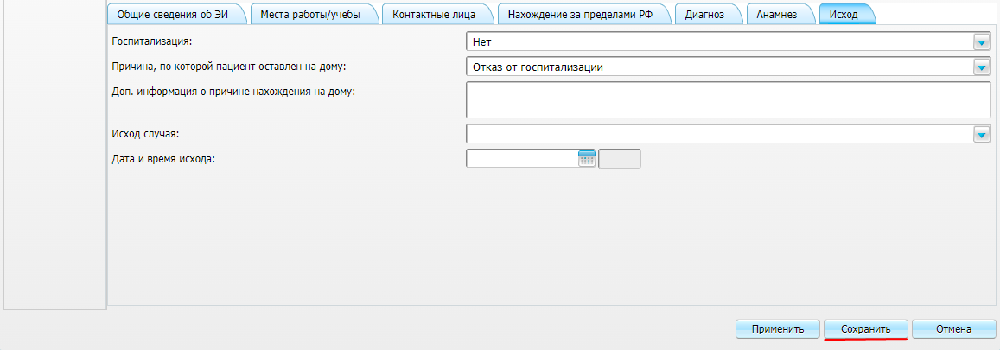 Общие сведения об ЭИ Места работы/учебы Контактные лица Нахождение за пределами РФ Диагноз Анамнез Исход
Госпитализация: Нет
Причина, по которой пациент оставлен на дому: Отказ от госпитализации
Доп. информация о причине нахождения на дому:
Исход случая:
Дата и время исхода:
Применить Сохранить Отмена